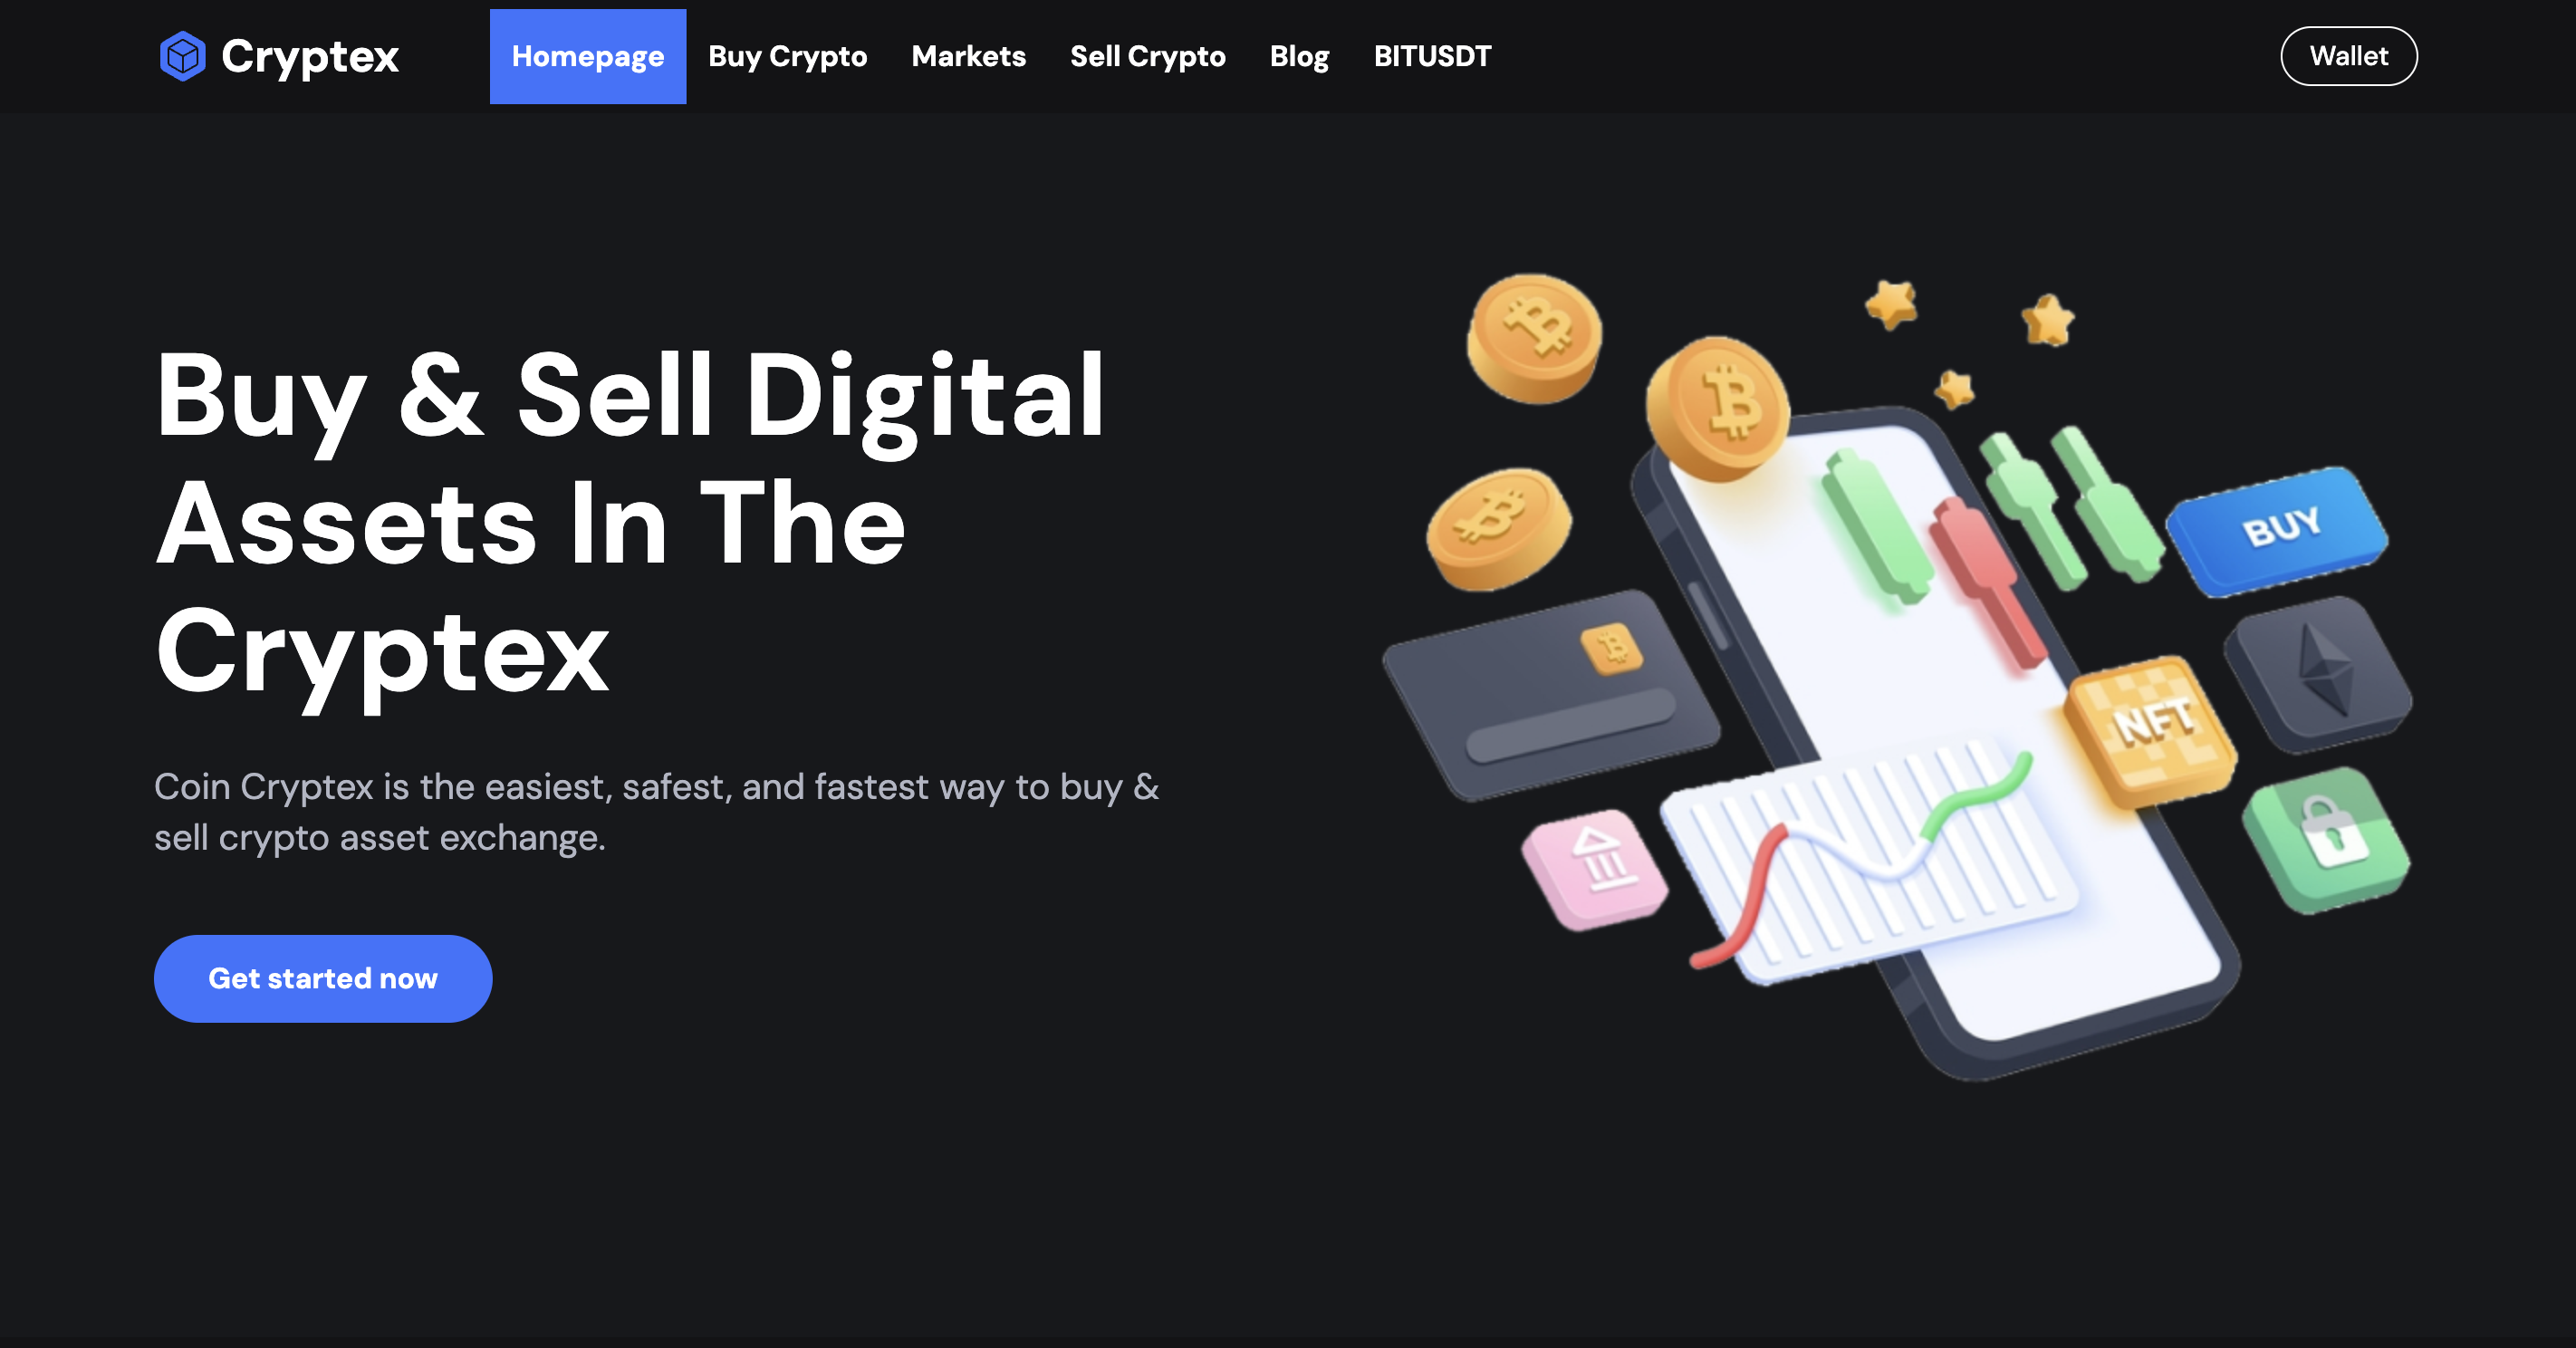 Cryptex
Homepage
Buy Crypto
Markets
Sell Crypto
Blog
BITUSDT
Wallet
Buy & Sell Digital
Assets In The
Cryptex
Coin Cryptex is the easiest, safest, and fastest way to buy &
sell crypto asset exchange.
Get started now
BUY
NFT